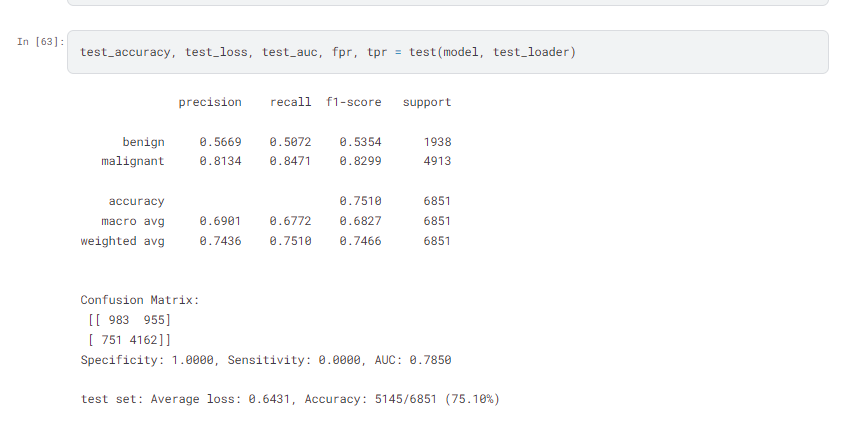 In [63]:
test_accuracy, test_loss, test_auc, fpr, tpr = test(model, test_loader)
precision recall f1-score support
benign 0.5669 0.5072 0.5354 1938
malignant 0.8134 0.8471 0.8299 4913
accuracy 0.7510 6851
macro avg 0.6901 0.6772 0.6827 6851
weighted avg 0.7436 0.7510 0.7466 6851
Confusion Matrix:
[[ 983 955]
[ 751 4162]]
Specificity: 1.0000, Sensitivity: 0.0000, AUC: 0.7850
test set: Average loss: 0.6431, Accuracy: 5145/6851 (75.10%)